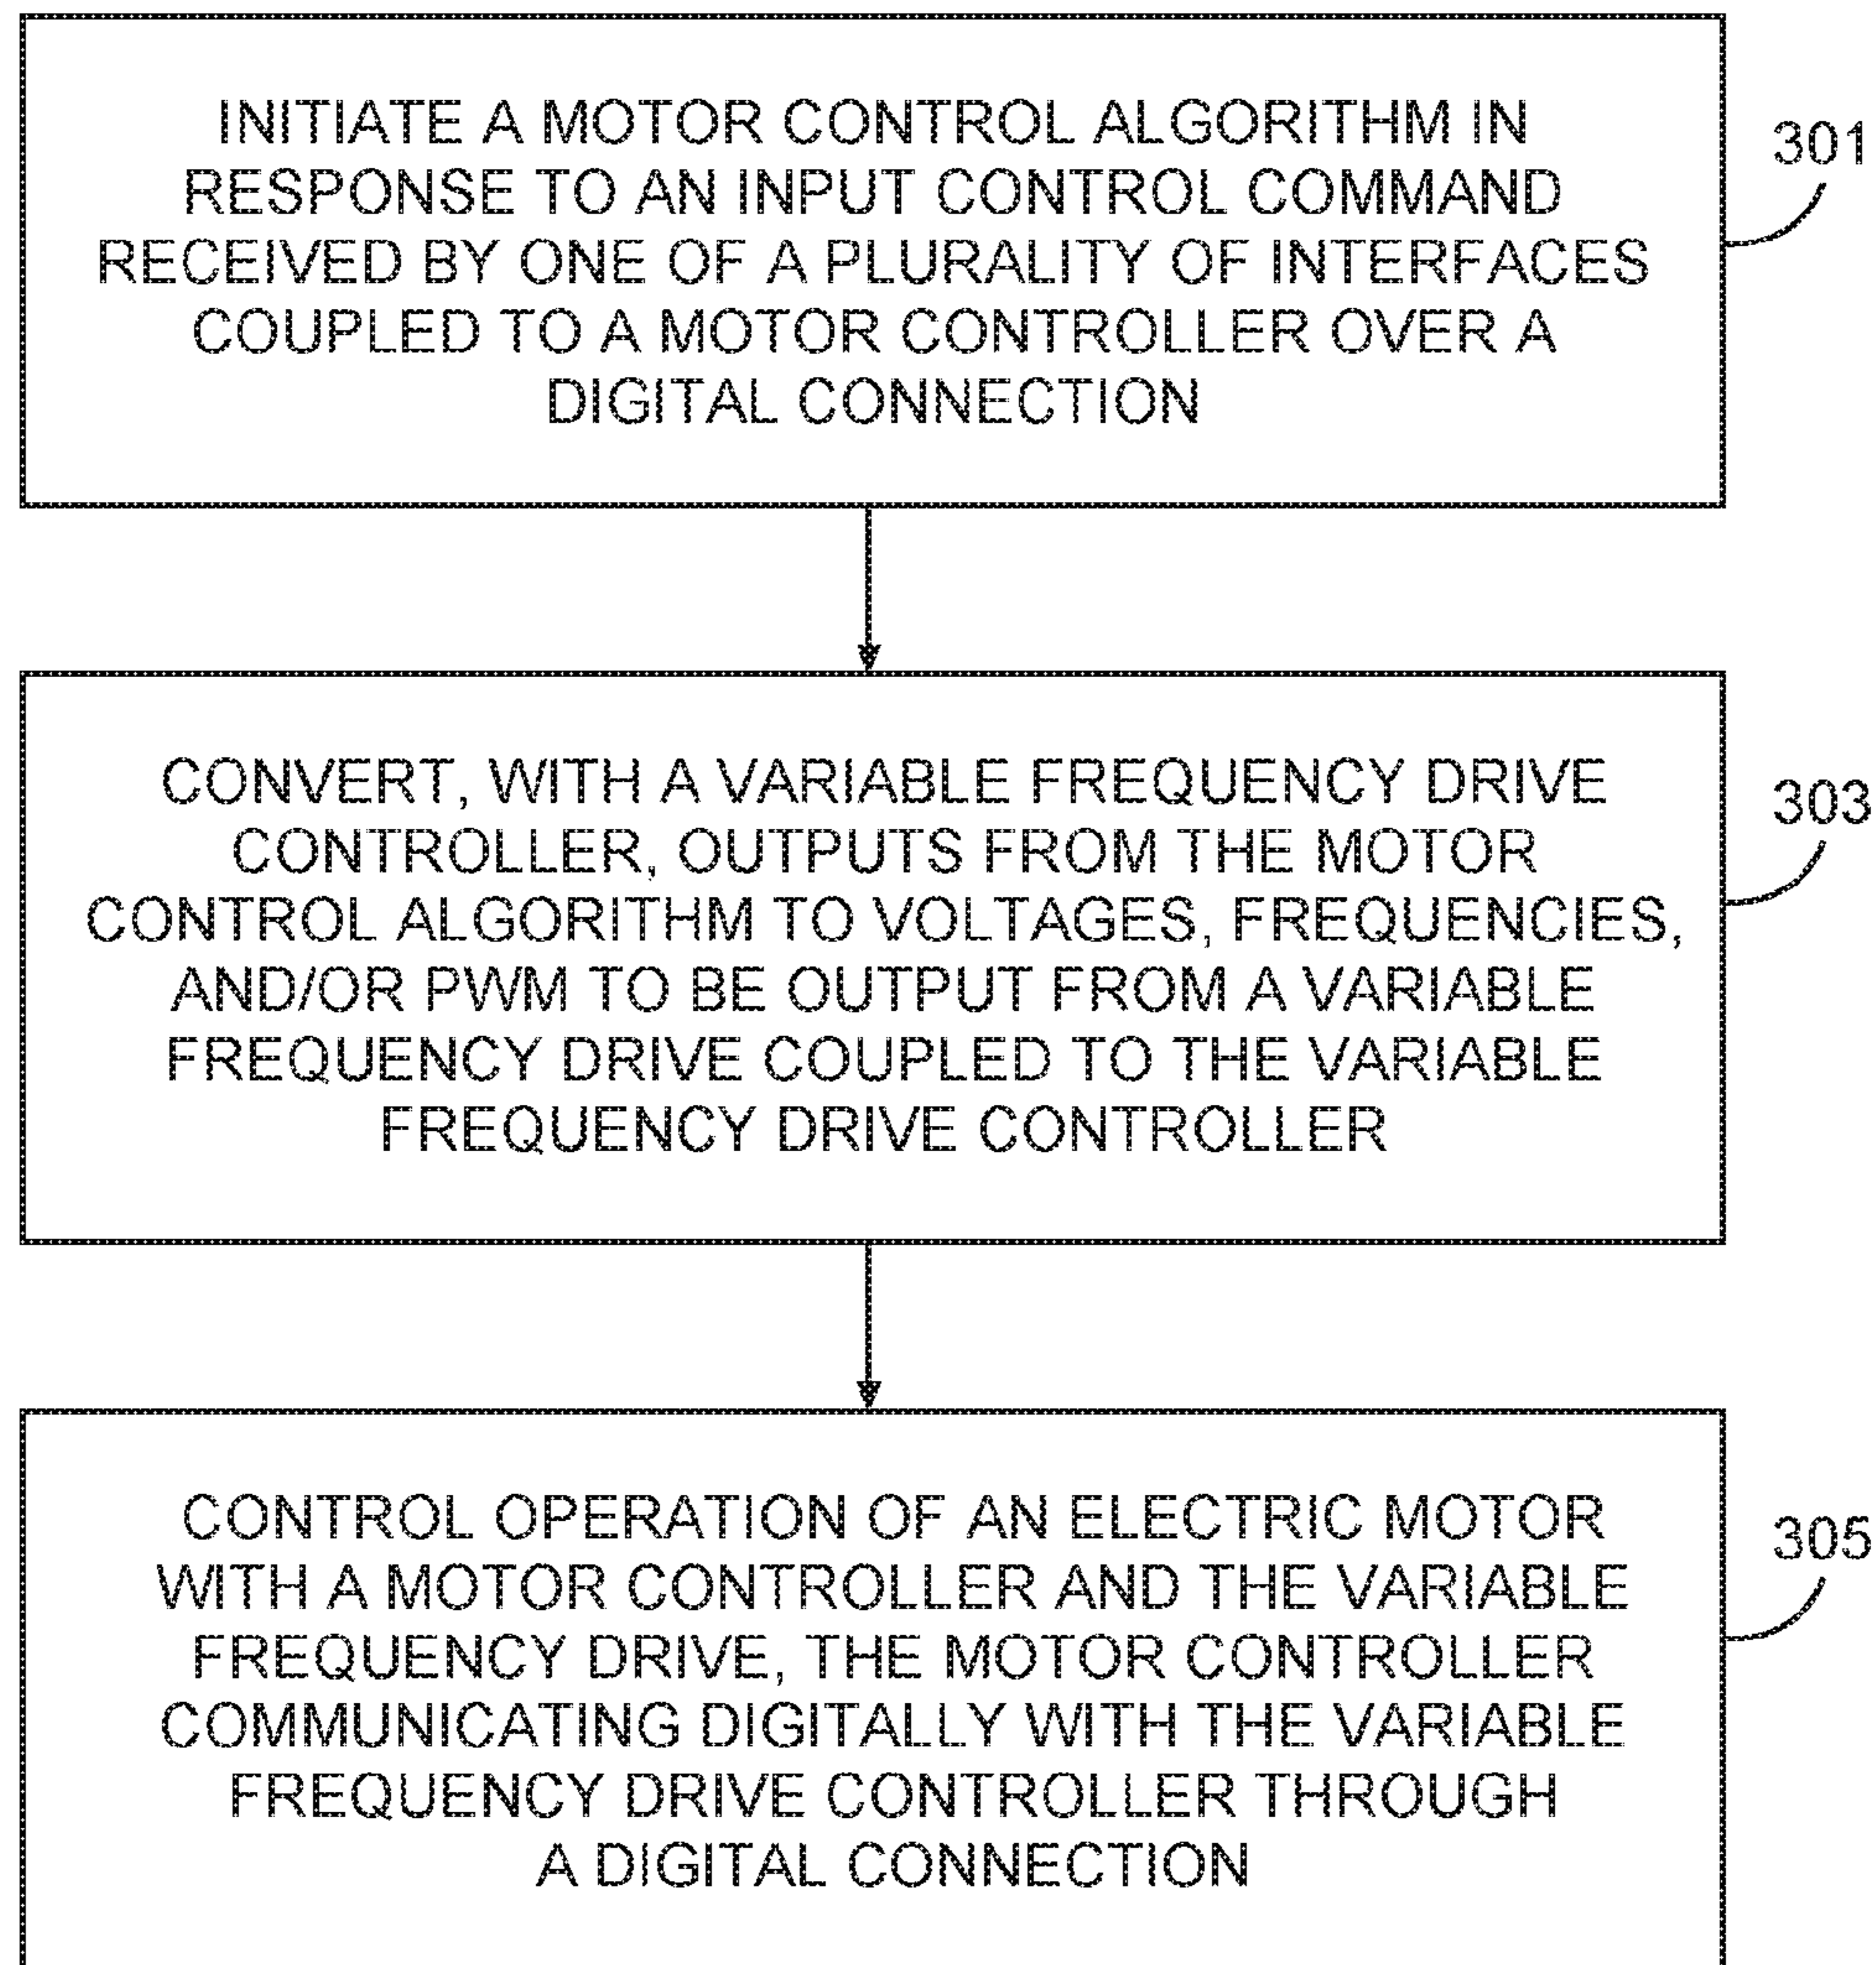 INITIATE A MOTOR CONTROL ALGORITHM IN
RESPONSE TO AN INPUT CONTROL COMMAND
RECEIVED BY ONE OF A PLURALITY OF INTERFACES
COUPLED TO A MOTOR CONTROLLER OVER A
DIGITAL CONNECTION
301
CONVERT, WITH A VARIABLE FREQUENCY DRIVE
CONTROLLER, OUTPUTS FROM THE MOTOR
CONTROL ALGORITHM TO VOLTAGES, FREQUENCIES,
AND/OR PWM TO BE OUTPUT FROM A VARIABLE
FREQUENCY DRIVE COUPLED TO THE VARIABLE
FREQUENCY DRIVE CONTROLLER
303
CONTROL OPERATION OF AN ELECTRIC MOTOR
WITH A MOTOR CONTROLLER AND THE VARIABLE
FREQUENCY DRIVE, THE MOTOR CONTROLLER
COMMUNICATING DIGITALLY WITH THE VARIABLE
FREQUENCY DRIVE CONTROLLER THROUGH
A DIGITAL CONNECTION
305